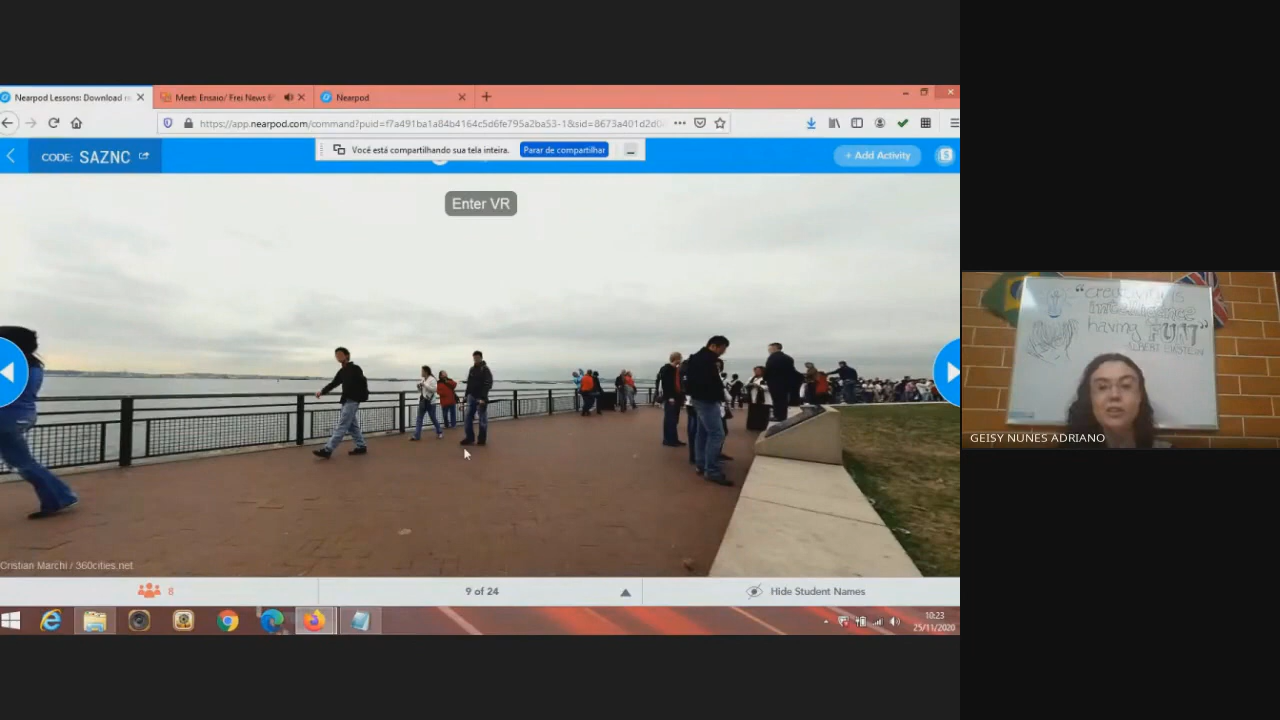 Nearpod Lessons: Download r
Meet: Ensaio/ Frei News 6
Nearpod
https://app.nearpod.com/command?puid=f7a491ba1a84b4164c5d6fe795a2ba53-1&sid=8673a401d2d0
CODE: SAZNC
Você está compartilhando sua tela inteira.
Parar de compartilhar
+ Add Activity
S
Enter VR
"creativity is
intelligence
having FUN"
ALBERT EINSTEIN
GEISY NUNES ADRIANO
Cristian Marchi / 360cities.net
8
9 of 24
Hide Student Names
10:23
25/11/2020